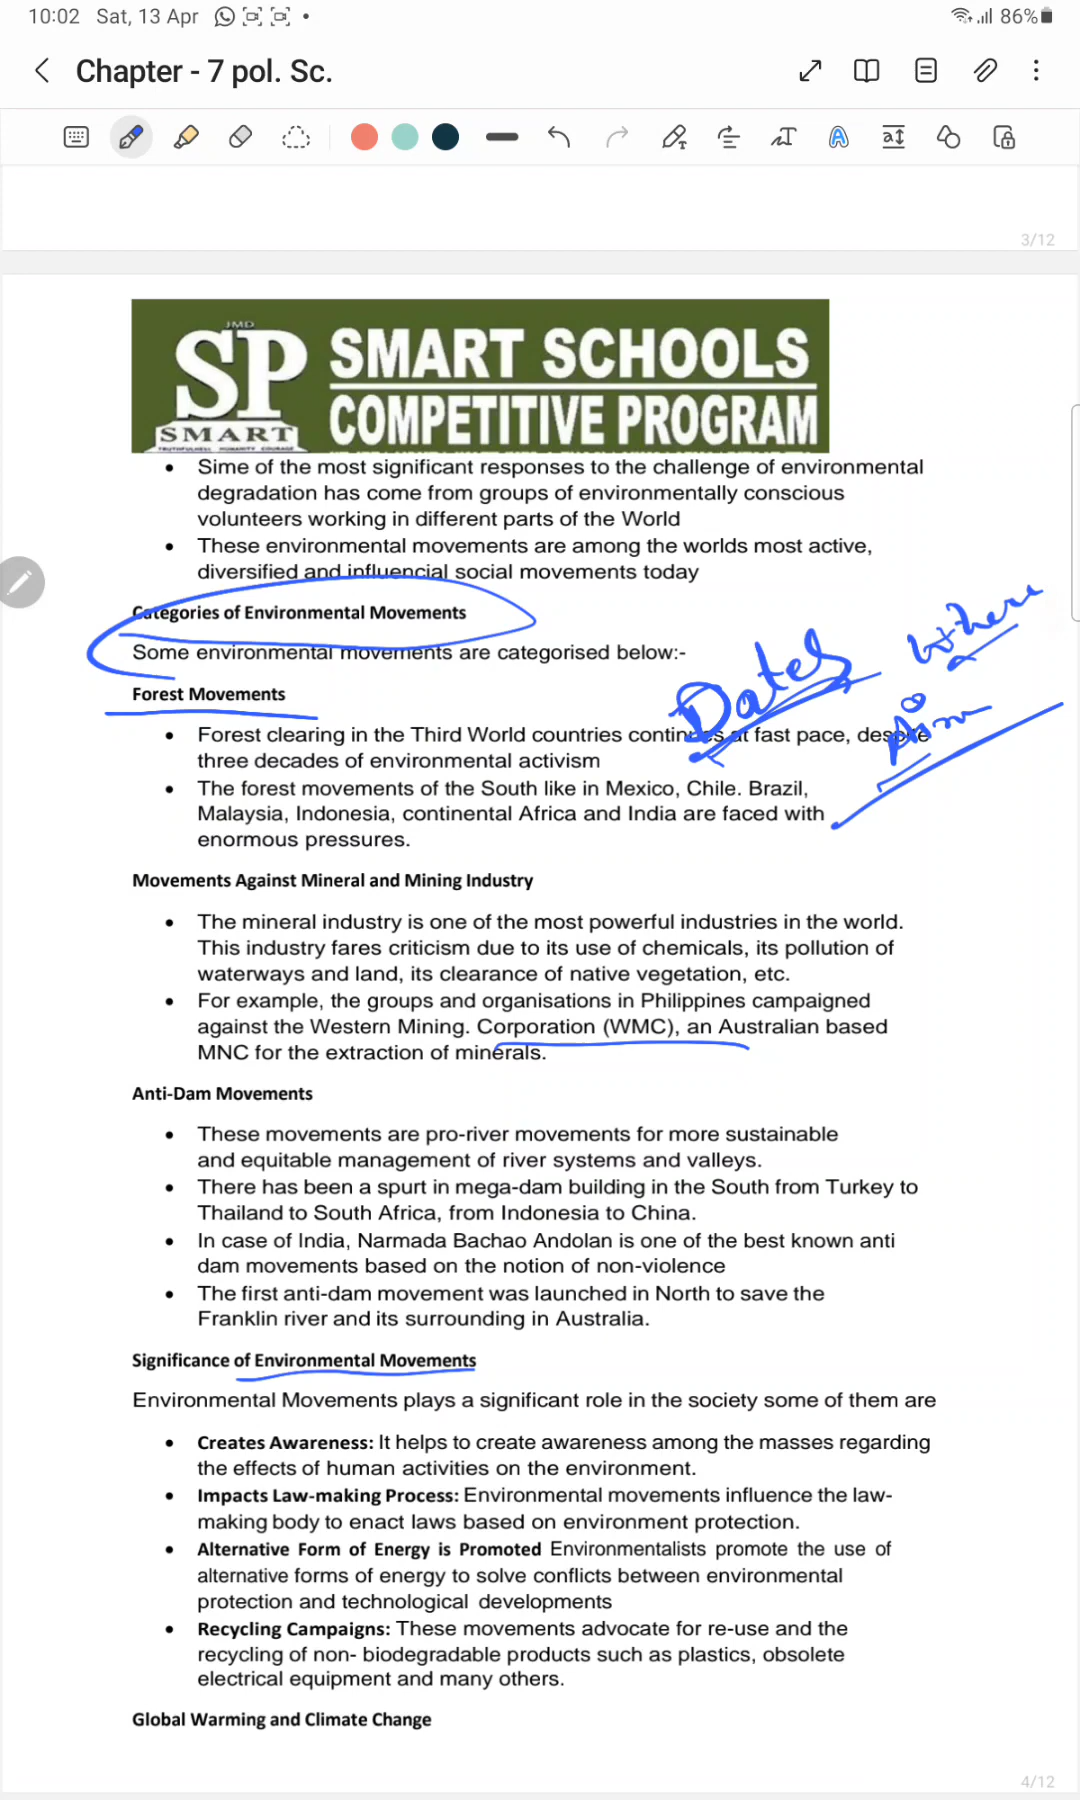 10:02 Sat, 13 Apr
86%
Chapter - 7 pol. Sc.
3/12
JMD
SP
SMART
SMART SCHOOLS
COMPETITIVE PROGRAM
• Sime of the most significant responses to the challenge of environmental
degradation has come from groups of environmentally conscious
volunteers working in different parts of the World
• These environmental movements are among the worlds most active,
diversified and influencial social movements today
Categories of Environmental Movements
Some environmental movements are categorised below:-
Dates
Where
Aim
Forest Movements
• Forest clearing in the Third World countries continues at fast pace, despite
three decades of environmental activism
• The forest movements of the South like in Mexico, Chile. Brazil,
Malaysia, Indonesia, continental Africa and India are faced with
enormous pressures.
Movements Against Mineral and Mining Industry
• The mineral industry is one of the most powerful industries in the world.
This industry fares criticism due to its use of chemicals, its pollution of
waterways and land, its clearance of native vegetation, etc.
• For example, the groups and organisations in Philippines campaigned
against the Western Mining. Corporation (WMC), an Australian based
MNC for the extraction of minerals.
Anti-Dam Movements
• These movements are pro-river movements for more sustainable
and equitable management of river systems and valleys.
• There has been a spurt in mega-dam building in the South from Turkey to
Thailand to South Africa, from Indonesia to China.
• In case of India, Narmada Bachao Andolan is one of the best known anti
dam movements based on the notion of non-violence
• The first anti-dam movement was launched in North to save the
Franklin river and its surrounding in Australia.
Significance of Environmental Movements
Environmental Movements plays a significant role in the society some of them are
• Creates Awareness: It helps to create awareness among the masses regarding
the effects of human activities on the environment.
• Impacts Law-making Process: Environmental movements influence the law-
making body to enact laws based on environment protection.
• Alternative Form of Energy is Promoted Environmentalists promote the use of
alternative forms of energy to solve conflicts between environmental
protection and technological developments
• Recycling Campaigns: These movements advocate for re-use and the
recycling of non- biodegradable products such as plastics, obsolete
electrical equipment and many others.
Global Warming and Climate Change
4/12